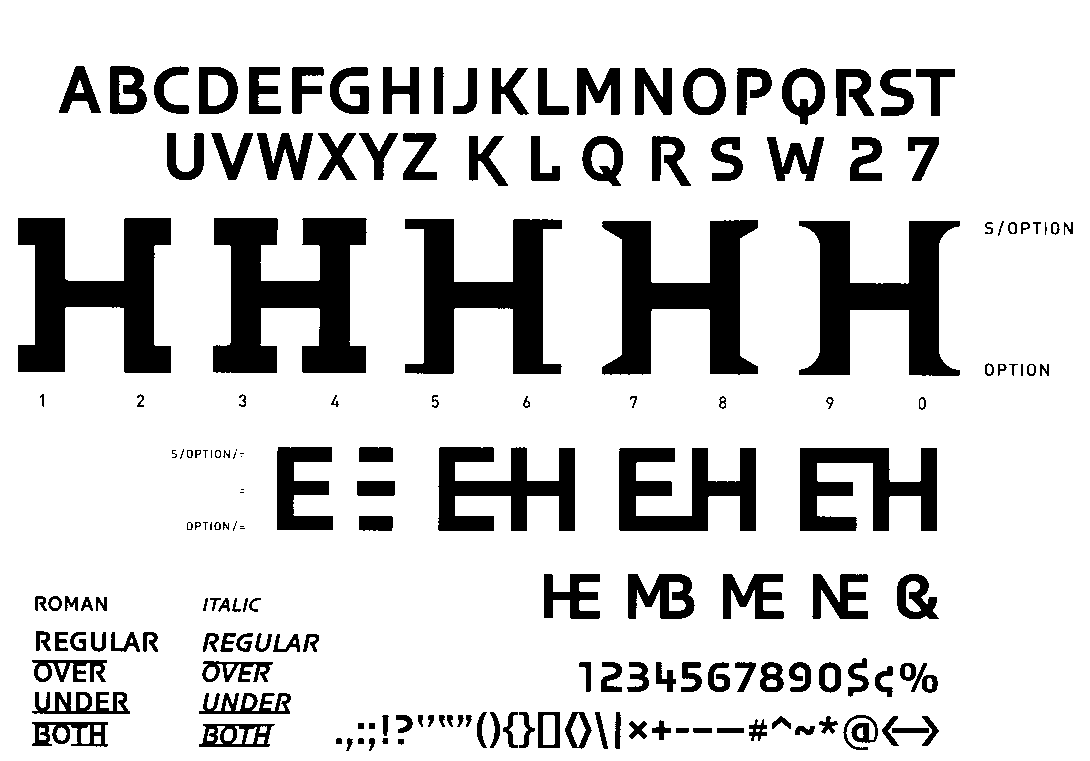 ABCDEFGHIJKLMNOPQRST
UVWXYZ K L Q R S W 2 7
H H H H H
S/OPTION
OPTION
1 2 3 4 5 6 7 8 9 0
S/OPTION/=
=
OPTION/=
E EH EH EH
HE MB ME NE &
ROMAN ITALIC
REGULAR REGULAR
OVER OVER
UNDER UNDER
BOTH BOTH
1234567890$¢%
.,:;!?‘’“”(){}[]〈〉\|×+-–—#^~*@<->